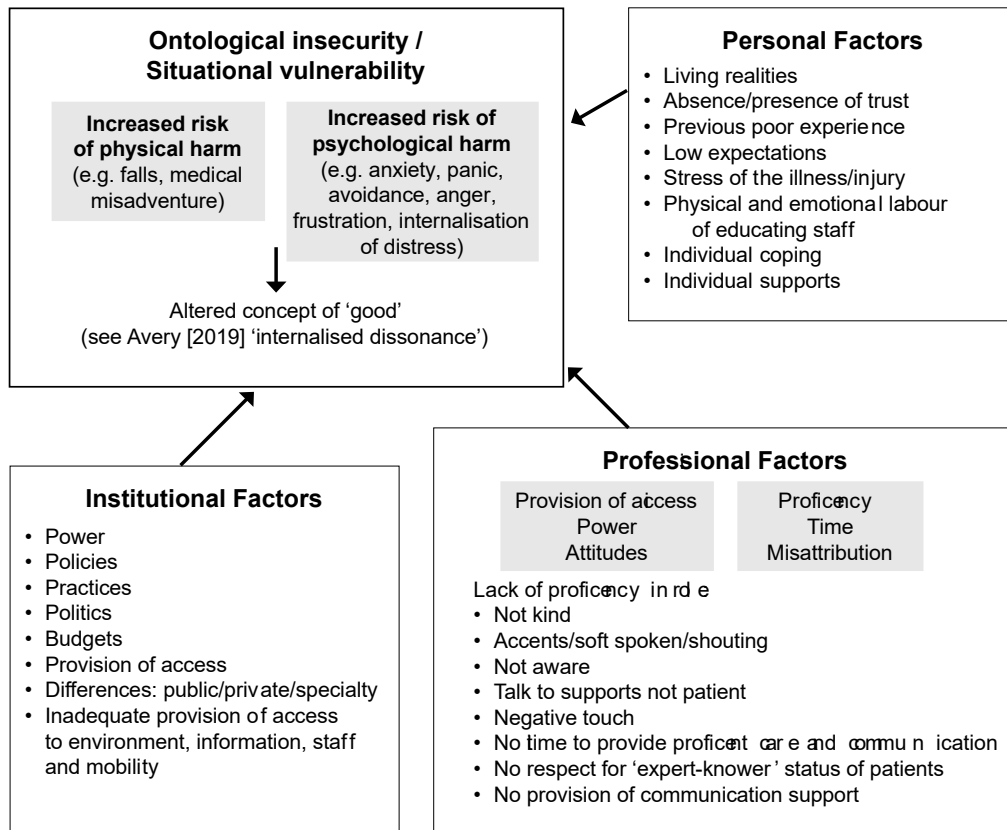 Ontological insecurity /
Situational vulnerability
Increased risk
of physical harm
(e.g. falls, medical
misadventure)
Increased risk of
psychological harm
(e.g. anxiety, panic,
avoidance, anger,
frustration, internalisation
of distress)
Altered concept of ‘good’
(see Avery [2019] ‘internalised dissonance’)
Personal Factors
• Living realities
• Absence/presence of trust
• Previous poor experience
• Low expectations
• Stress of the illness/injury
• Physical and emotional labour
of educating staff
• Individual coping
• Individual supports
Institutional Factors
• Power
• Policies
• Practices
• Politics
• Budgets
• Provision of access
• Differences: public/private/specialty
• Inadequate provision of access
to environment, information, staff
and mobility
Professional Factors
Provision of access
Power
Attitudes
Proficency
Time
Misattribution
Lack of proficency in role
• Not kind
• Accents/soft spoken/shouting
• Not aware
• Talk to supports not patient
• Negative touch
• No time to provide proficent care and communication
• No respect for ‘expert-knower’ status of patients
• No provision of communication support